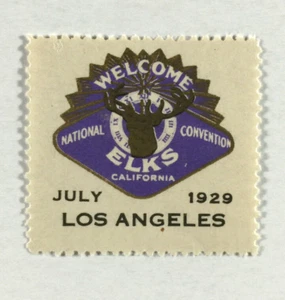 WELCOME
NATIONAL CONVENTION
ELKS
CALIFORNIA
JULY 1929
LOS ANGELES